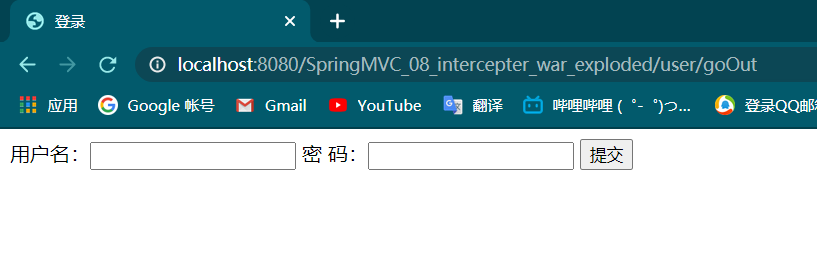 登录
localhost:8080/SpringMVC_08_intercepter_war_exploded/user/goOut
应用 Google 帐号 Gmail YouTube 翻译 哔哩哔哩 ( ゜- ゜)つ... 登录QQ邮
用户名： 密 码： 提交